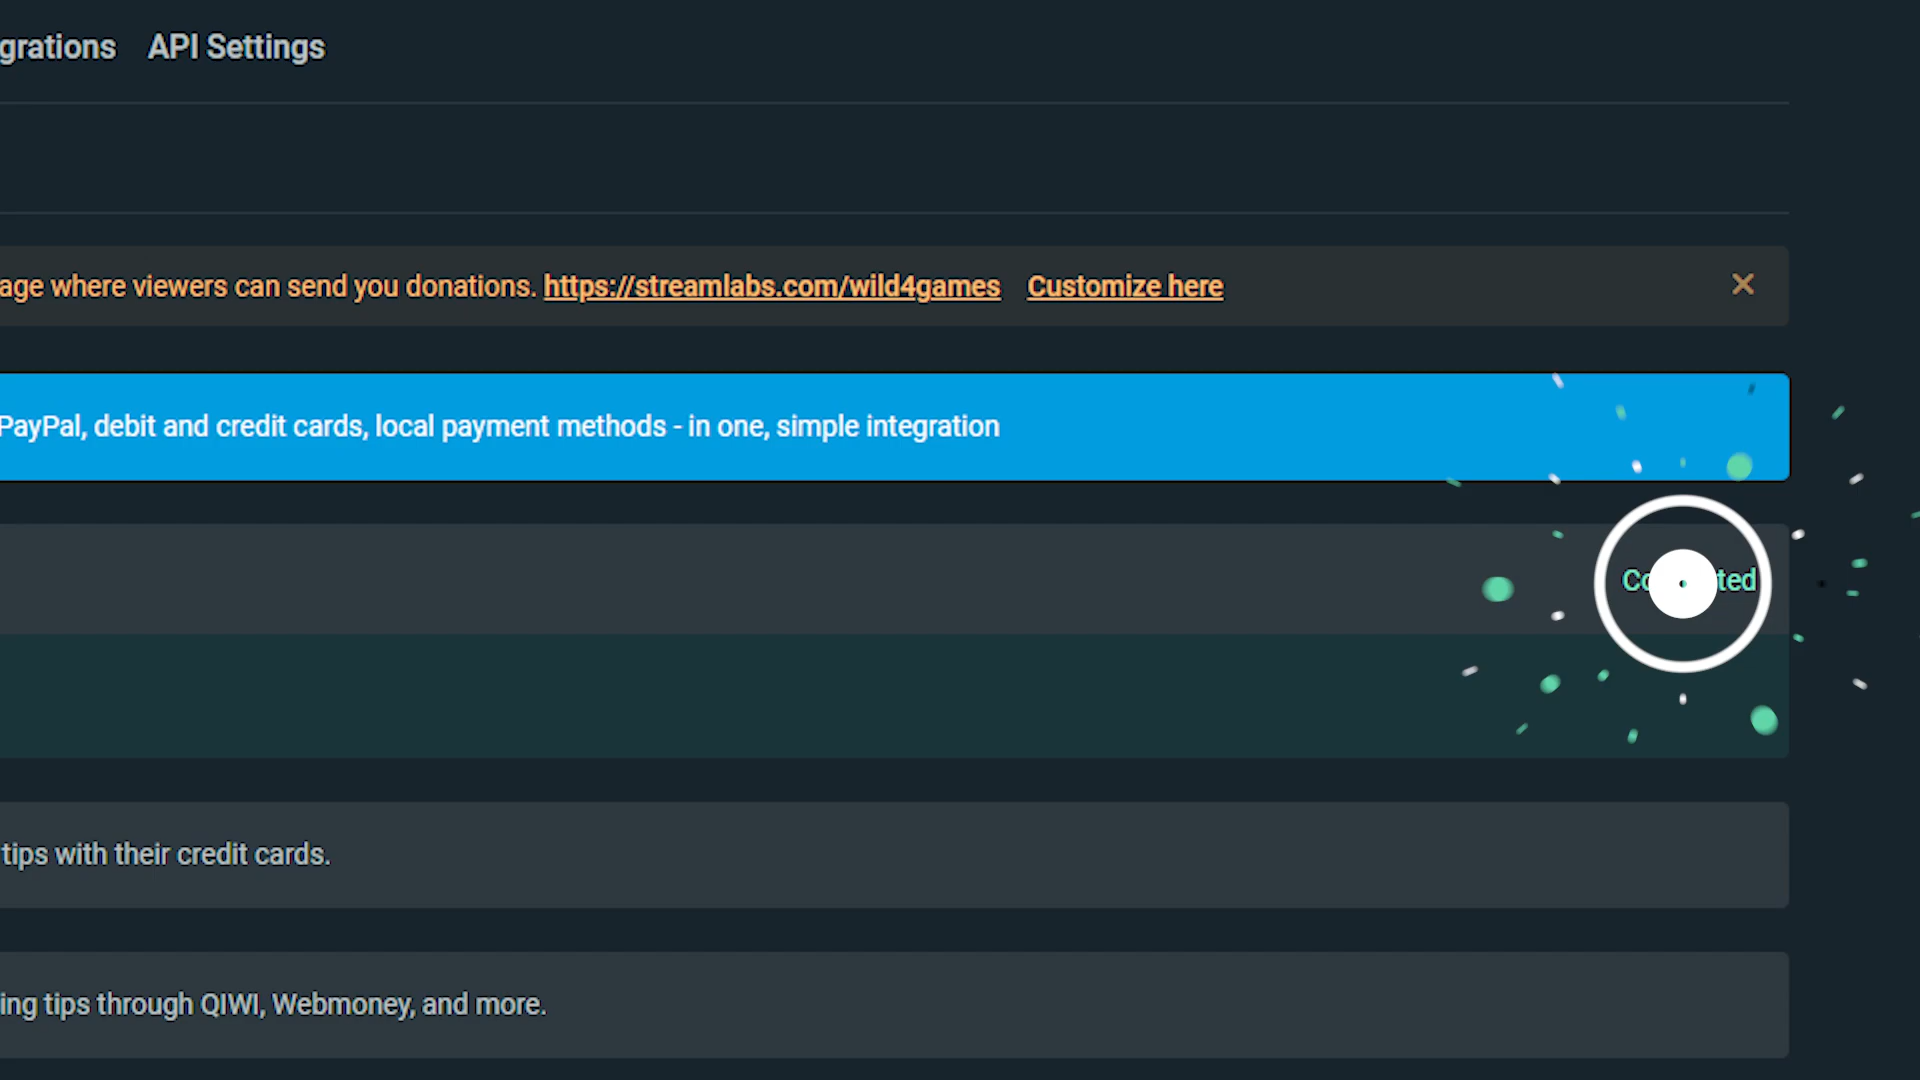 grations API Settings
age where viewers can send you donations. https://streamlabs.com/wild4games Customize here
PayPal, debit and credit cards, local payment methods - in one, simple integration
tips with their credit cards.
ing tips through QIWI, Webmoney, and more.